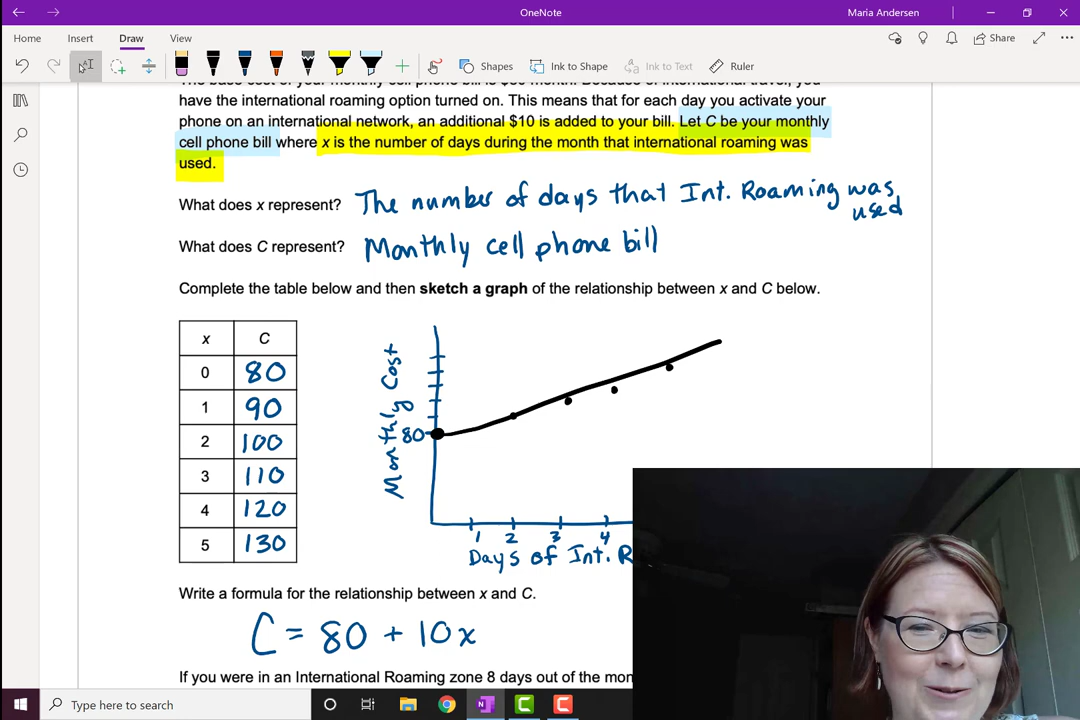 OneNote
Maria Andersen
Home Insert Draw View
Share
Shapes
Ink to Shape
Ink to Text
Ruler
have the international roaming option turned on. This means that for each day you activate your
phone on an international network, an additional $10 is added to your bill. Let C be your monthly
cell phone bill where x is the number of days during the month that international roaming was
used.
What does x represent? The number of days that Int. Roaming was
used
What does C represent? Monthly cell phone bill
Complete the table below and then sketch a graph of the relationship between x and C below.
x C
0 80
1 90
2 100
3 110
4 120
5 130
Monthly Cost
80
1 2 3 4
Days of Int. R
Write a formula for the relationship between x and C.
C = 80 + 10x
If you were in an International Roaming zone 8 days out of the mon
Type here to search